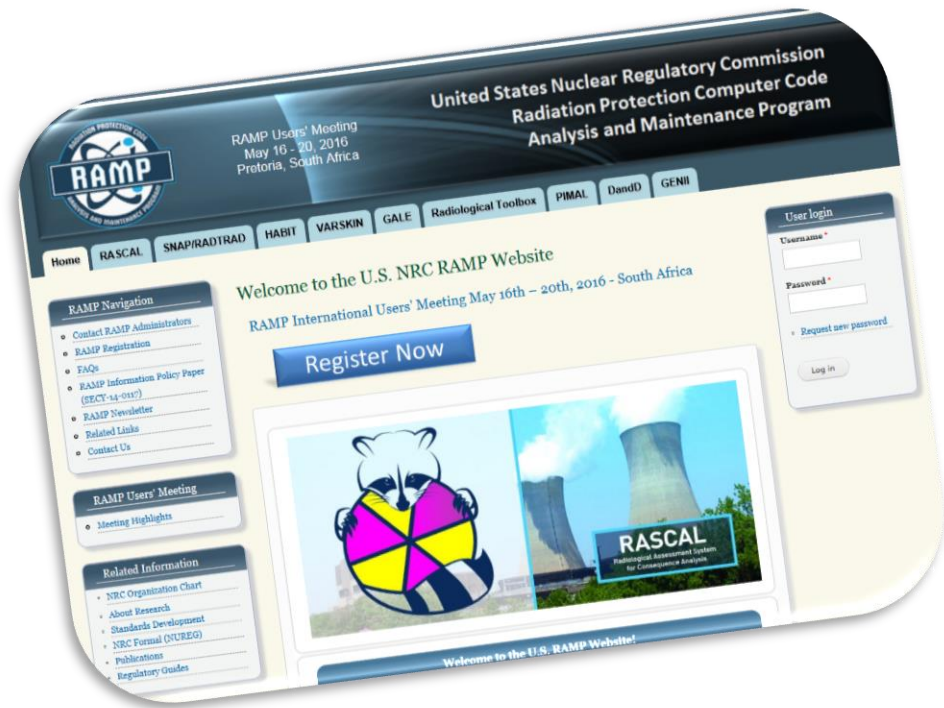 United States Nuclear Regulatory Commission
Radiation Protection Computer Code
Analysis and Maintenance Program
RADIATION PROTECTION CODE
RAMP
ANALYSIS AND MAINTENANCE PROGRAM
RAMP Users' Meeting
May 16 - 20, 2016
Pretoria, South Africa
Home RASCAL SNAP/RADTRAD HABIT VARSKIN GALE Radiological Toolbox PIMAL DandD GENII
RAMP Navigation
Contact RAMP Administrators
RAMP Registration
FAQs
RAMP Information Policy Paper
(SECY-14-0117)
RAMP Newsletter
Related Links
Contact Us
RAMP Users' Meeting
Meeting Highlights
Related Information
NRC Organization Chart
About Research
Standards Development
NRC Formal (NUREG)
Publications
Regulatory Guides
Welcome to the U.S. NRC RAMP Website
RAMP International Users' Meeting May 16th – 20th, 2016 - South Africa
Register Now
RASCAL
Radiological Assessment System
for Consequence Analysis
Welcome to the U.S. RAMP Website!
User login
Username *
Password *
Request new password
Log in